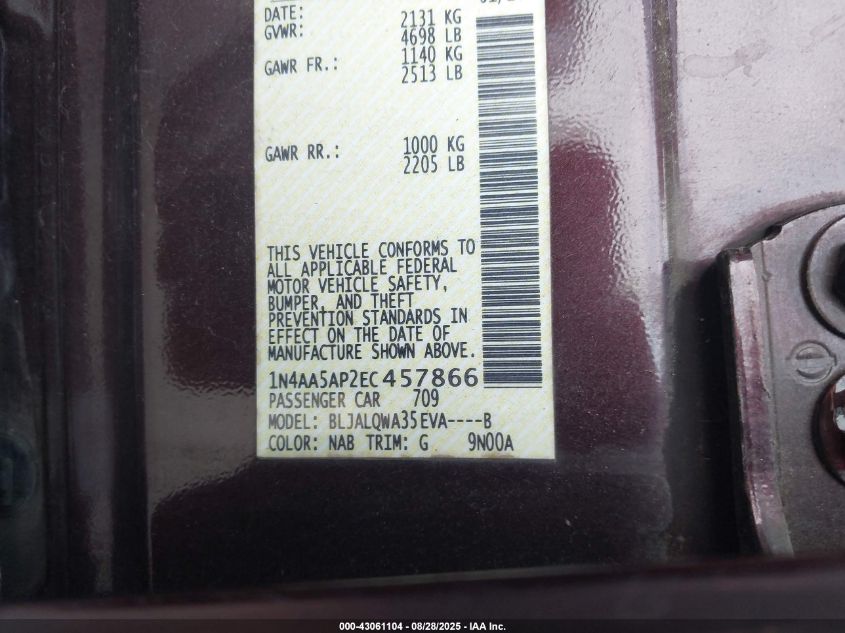 DATE: 2131 KG
GVWR: 4698 LB
GAWR FR.: 1140 KG
2513 LB
GAWR RR.: 1000 KG
2205 LB
THIS VEHICLE CONFORMS TO
ALL APPLICABLE FEDERAL
MOTOR VEHICLE SAFETY,
BUMPER, AND THEFT
PREVENTION STANDARDS IN
EFFECT ON THE DATE OF
MANUFACTURE SHOWN ABOVE.
1N4AA5AP2EC457866
PASSENGER CAR 709
MODEL: BLJALQWA35EVA----B
COLOR: NAB TRIM: G 9N00A
000-43061104 | 08/28/2025 - IAA Inc.